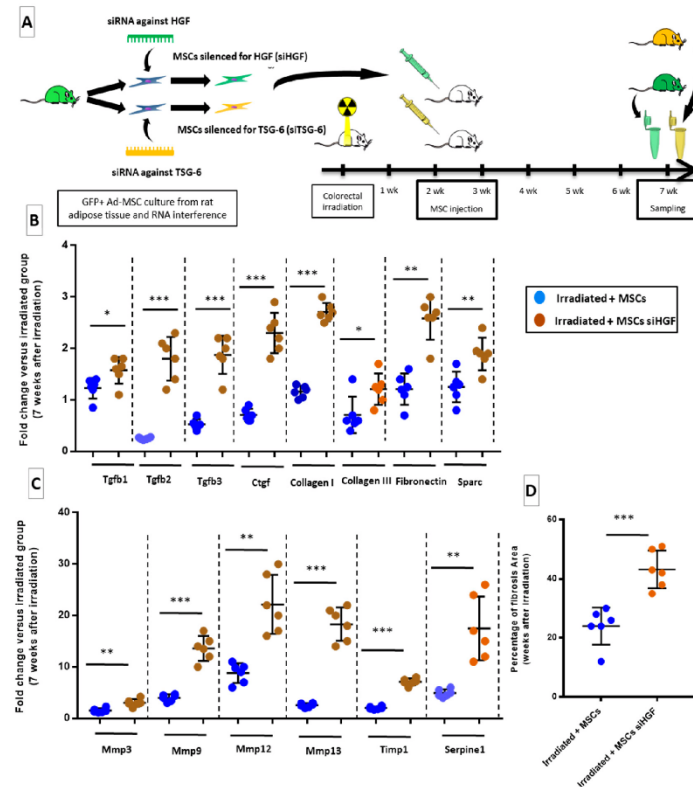 A
siRNA against HGF
MSCs silenced for HGF (siHGF)
MSCs silenced for TSG-6 (siTSG-6)
siRNA against TSG-6
GFP+ Ad-MSC culture from rat
adipose tissue and RNA interference
Colorectal
irradiation
1 wk
2 wk
3 wk
MSC injection
4 wk
5 wk
6 wk
7 wk
Sampling
B
Fold change versus irradiated group
(7 weeks after irradiation)
4
3
2
1
0
*
***
***
***
***
*
**
**
Tgfb1
Tgfb2
Tgfb3
Ctgf
Collagen I
Collagen III
Fibronectin
Sparc
Irradiated + MSCs
Irradiated + MSCs siHGF
C
Fold change versus irradiated group
(7 weeks after irradiation)
40
30
20
10
0
**
***
**
***
***
**
Mmp3
Mmp9
Mmp12
Mmp13
Timp1
Serpine1
D
Percentage of fibrosis Area
(weeks after irradiation)
60
40
20
0
***
Irradiated + MSCs
Irradiated + MSCs siHGF